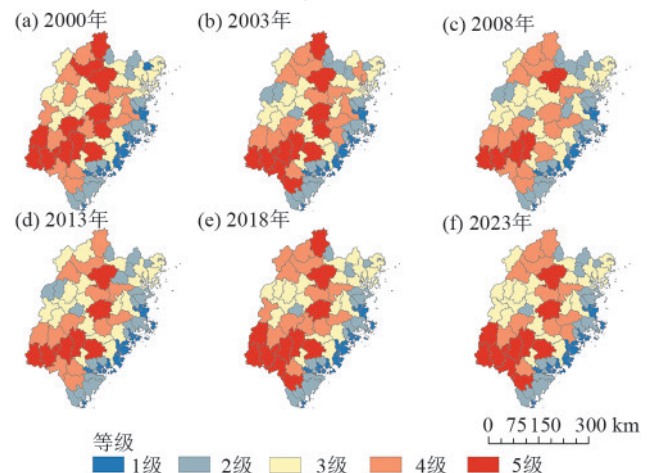 (a) 2000年
(b) 2003年
(c) 2008年
(d) 2013年
(e) 2018年
(f) 2023年
0 75 150 300 km
等级
1级 2级 3级 4级 5级